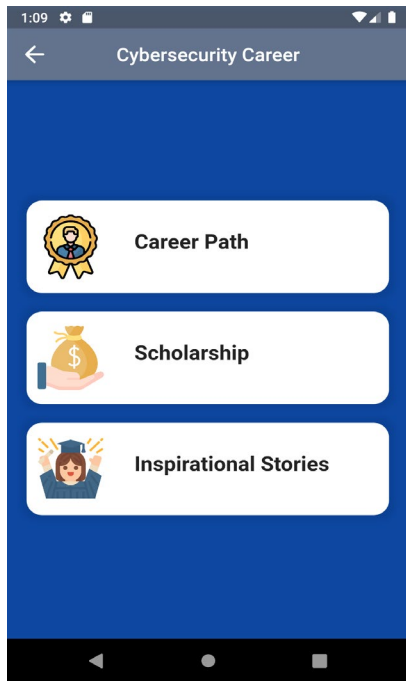 1:09
Cybersecurity Career
Career Path
$
Scholarship
Inspirational Stories